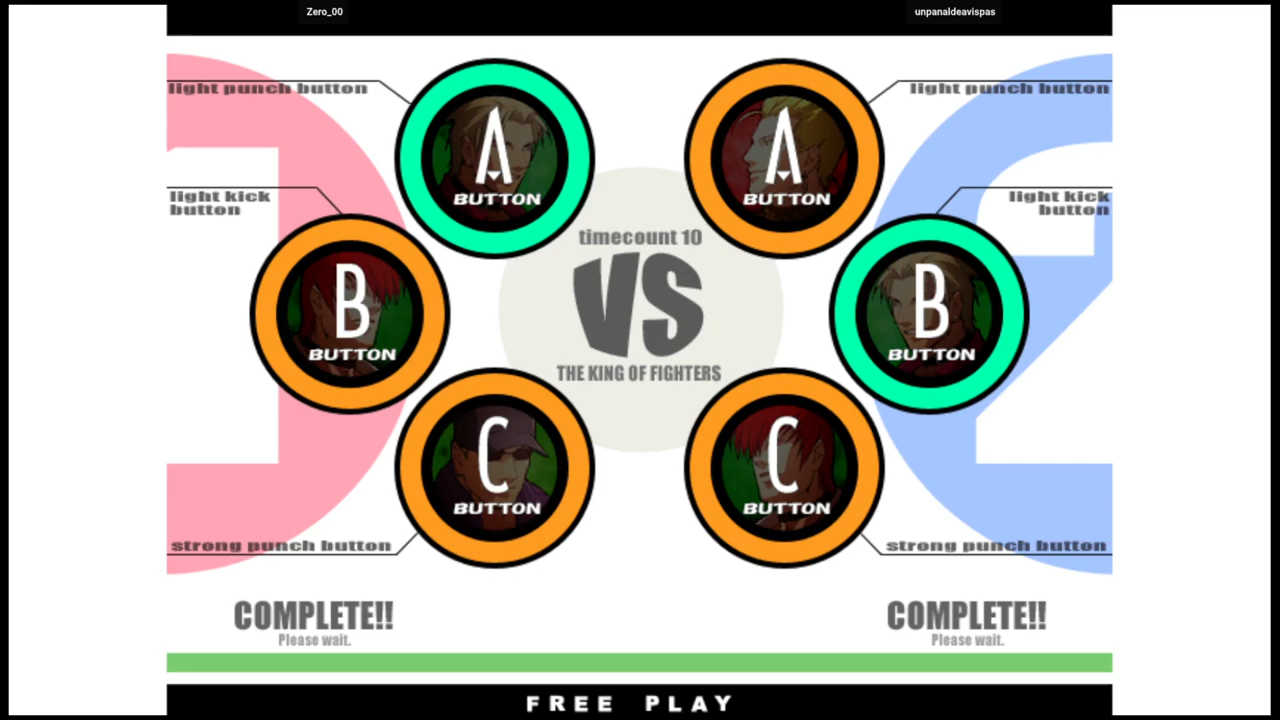 Zero_00
unpanaldeavispas
light punch button
A
BUTTON
A
BUTTON
light punch button
light kick
button
B
BUTTON
timecount 10
VS
THE KING OF FIGHTERS
light kick
button
B
BUTTON
C
BUTTON
C
BUTTON
strong punch button
strong punch button
COMPLETE!!
Please wait.
COMPLETE!!
Please wait.
FREE PLAY